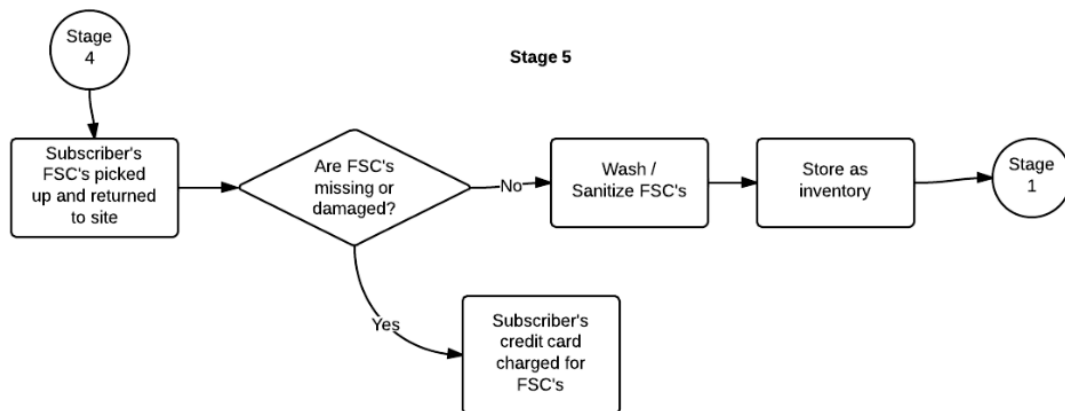 Stage
4
Stage 5
Subscriber's
FSC's picked
up and returned
to site
Are FSC's
missing or
damaged?
No
Wash /
Sanitize FSC's
Store as
inventory
Stage
1
Yes
Subscriber's
credit card
charged for
FSC's